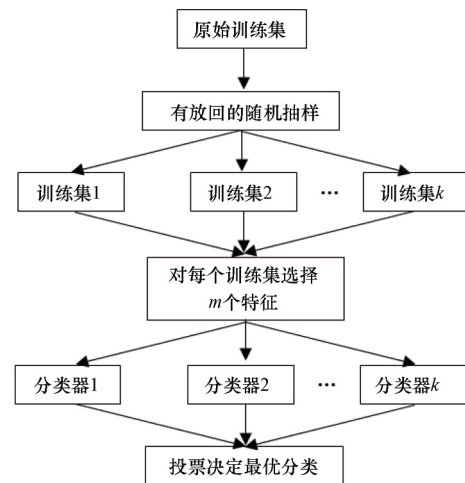 原始训练集
有放回的随机抽样
训练集1
训练集2
···
训练集k
对每个训练集选择
m个特征
分类器1
分类器2
···
分类器k
投票决定最优分类